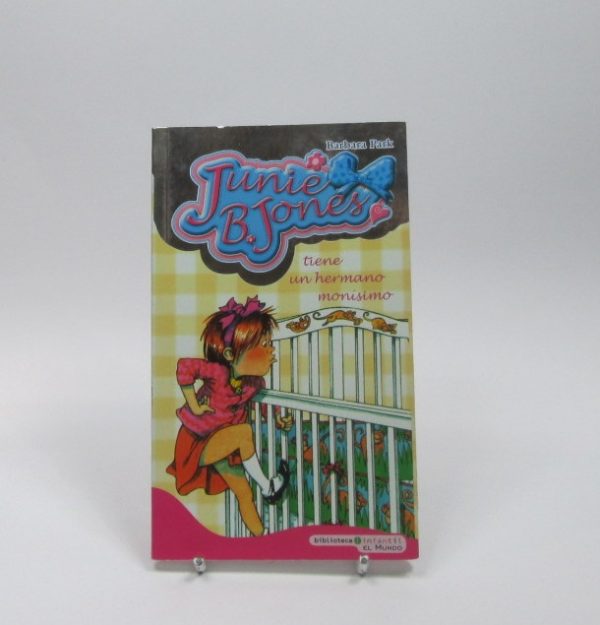 Barbara Park
Junie
B. Jones
tiene
un hermano
monísimo
biblioteca infantil
EL MUNDO